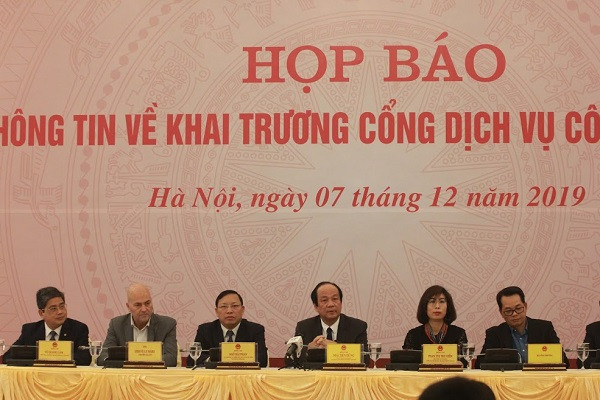 HỌP BÁO
HÔNG TIN VỀ KHAI TRƯƠNG CỔNG DỊCH VỤ CÔ
Hà Nội, ngày 07 tháng 12 năm 2019